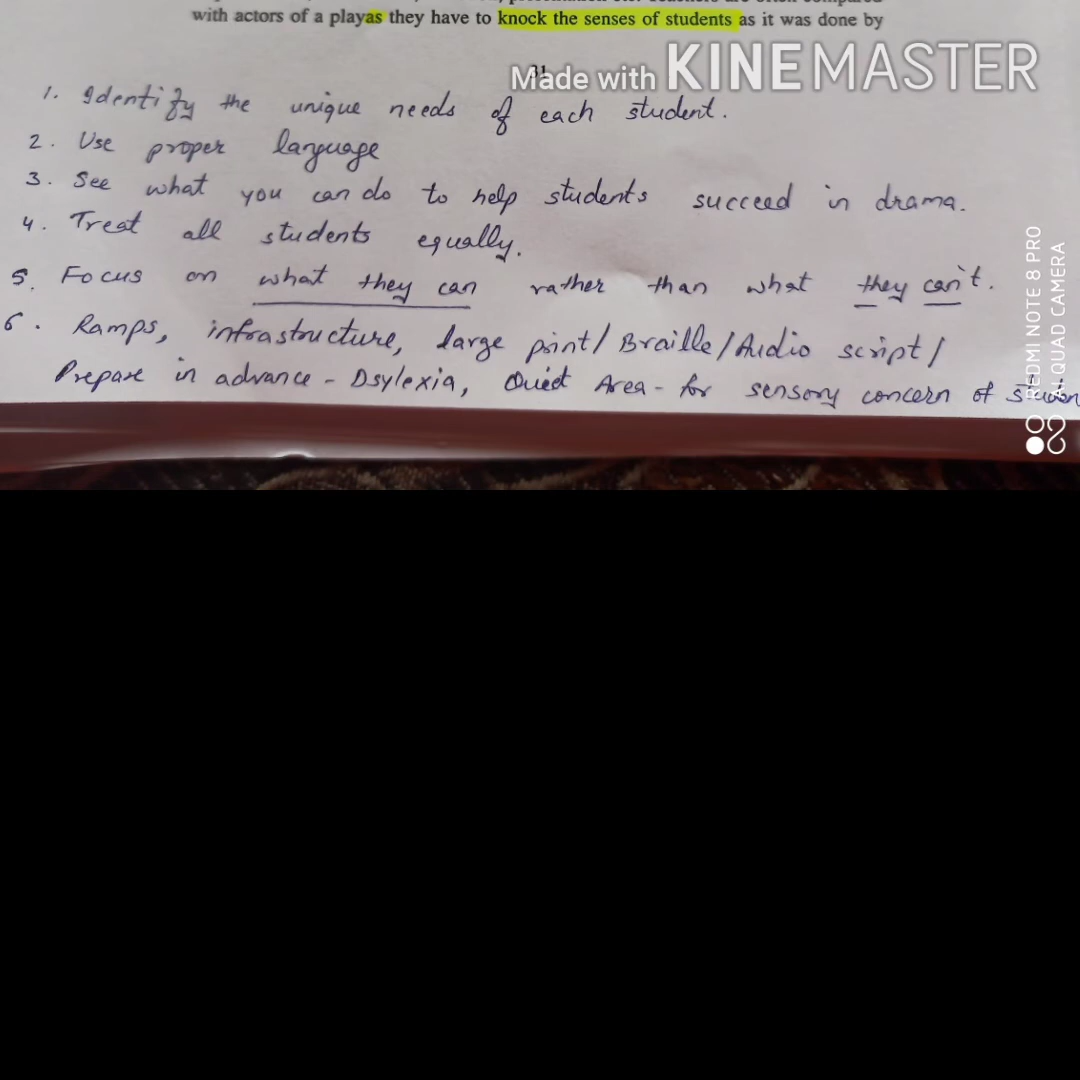 with actors of a playas they have to knock the senses of students as it was done by
31
Made with KINEMASTER
1. Identify the unique needs of each student.
2. Use proper language
3. See what you can do to help students succeed in drama.
4. Treat all students equally.
5. Focus on what they can rather than what they can't.
6. Ramps, infrastructure, large print/Braille/Audio script/
Prepare in advance - Dsylexia, Quiet Area - for sensory concern of studen
REDMI NOTE 8 PRO
AI QUAD CAMERA